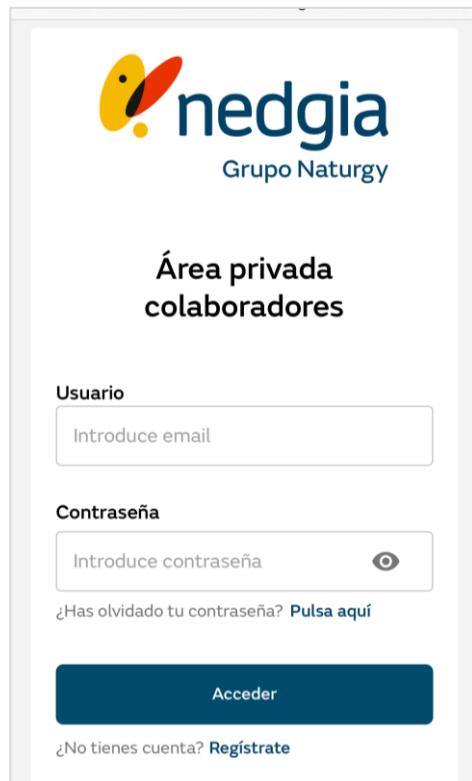 nedgia
Grupo Naturgy
Área privada
colaboradores
Usuario
Introduce email
Contraseña
Introduce contraseña
¿Has olvidado tu contraseña? Pulsa aquí
Acceder
¿No tienes cuenta? Regístrate